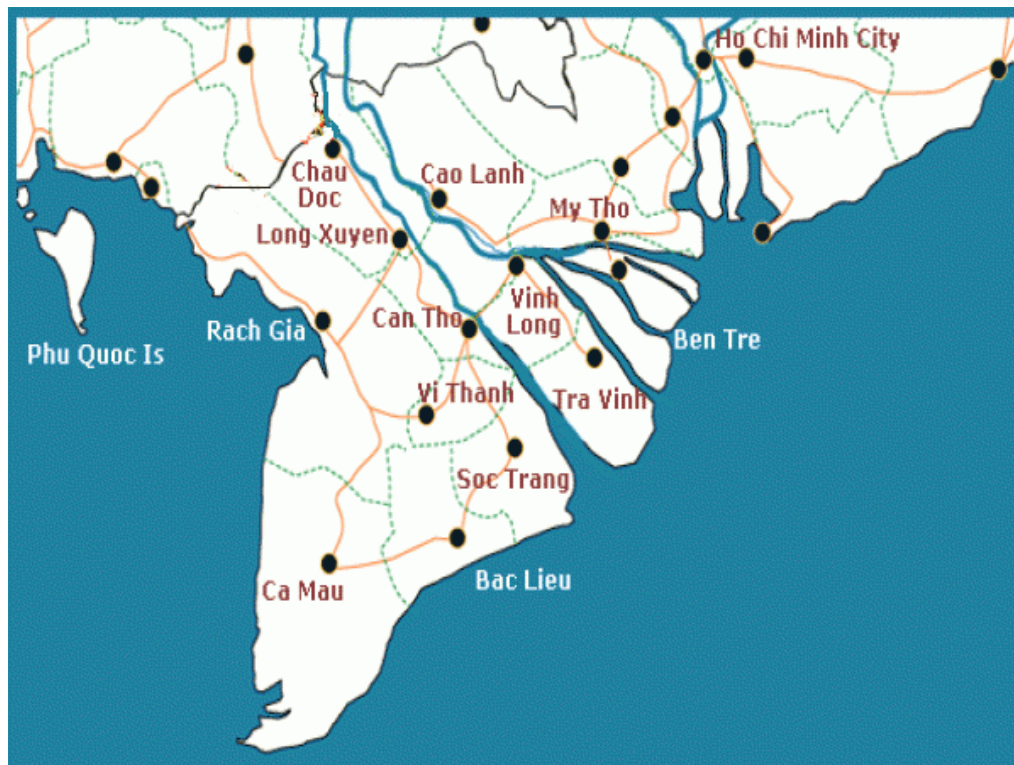 Ho Chi Minh City
Chau
Doc
Cao Lanh
My Tho
Long Xuyen
Vinh
Long
Can Tho
Rach Gia
Ben Tre
Phu Quoc Is
Vi Thanh
Tra Vinh
Soc Trang
Bac Lieu
Ca Mau